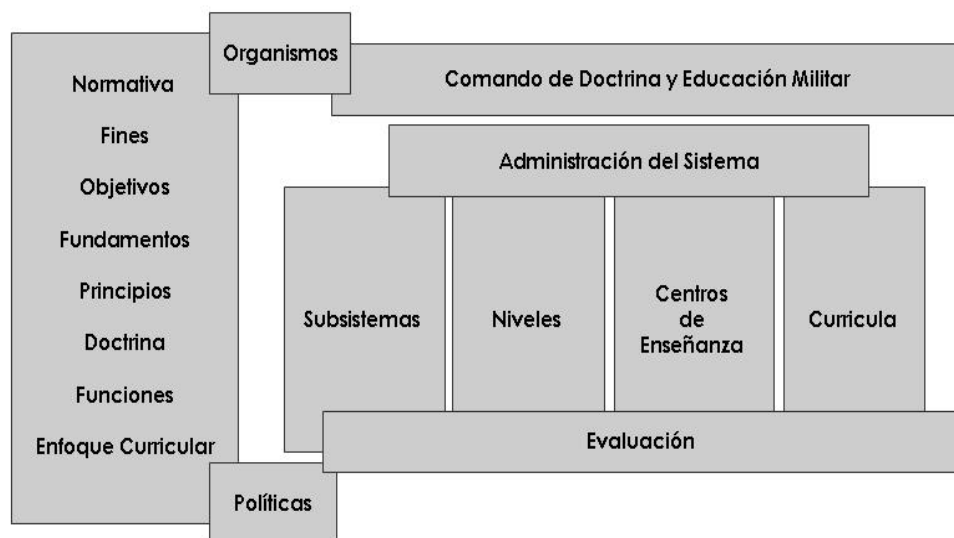 Organismos
Normativa
Fines
Objetivos
Fundamentos
Principios
Doctrina
Funciones
Enfoque Curricular
Políticas
Comando de Doctrina y Educación Militar
Administración del Sistema
Subsistemas
Niveles
Centros
de
Enseñanza
Curricula
Evaluación